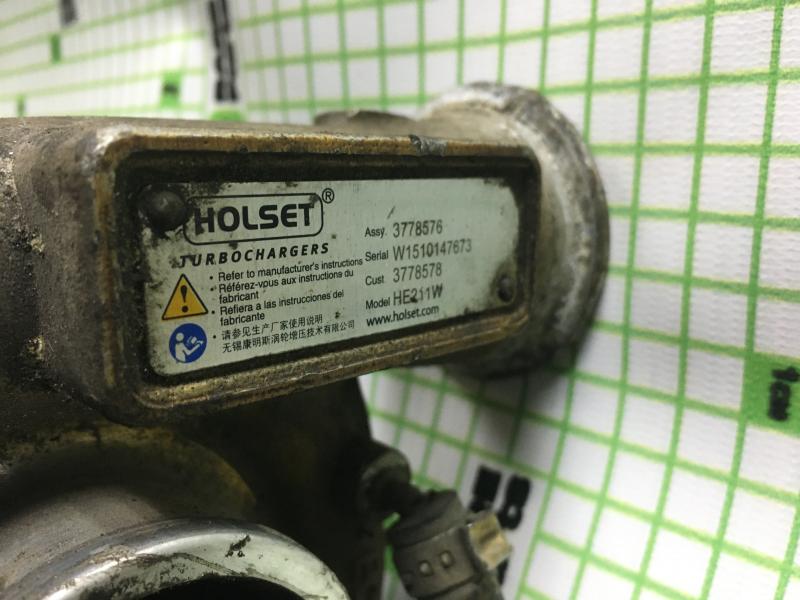 HOLSET®
TURBOCHARGERS
• Refer to manufacturer's instructions
• Référez-vous aux instructions du
fabricant
• Refiera a las instrucciones del
fabricante
• 请参见生产厂家使用说明
无锡康明斯涡轮增压技术有限公司
Assy. 3778576
Serial W1510147673
Cust. 3778578
Model HE211W
www.holset.com
1cm